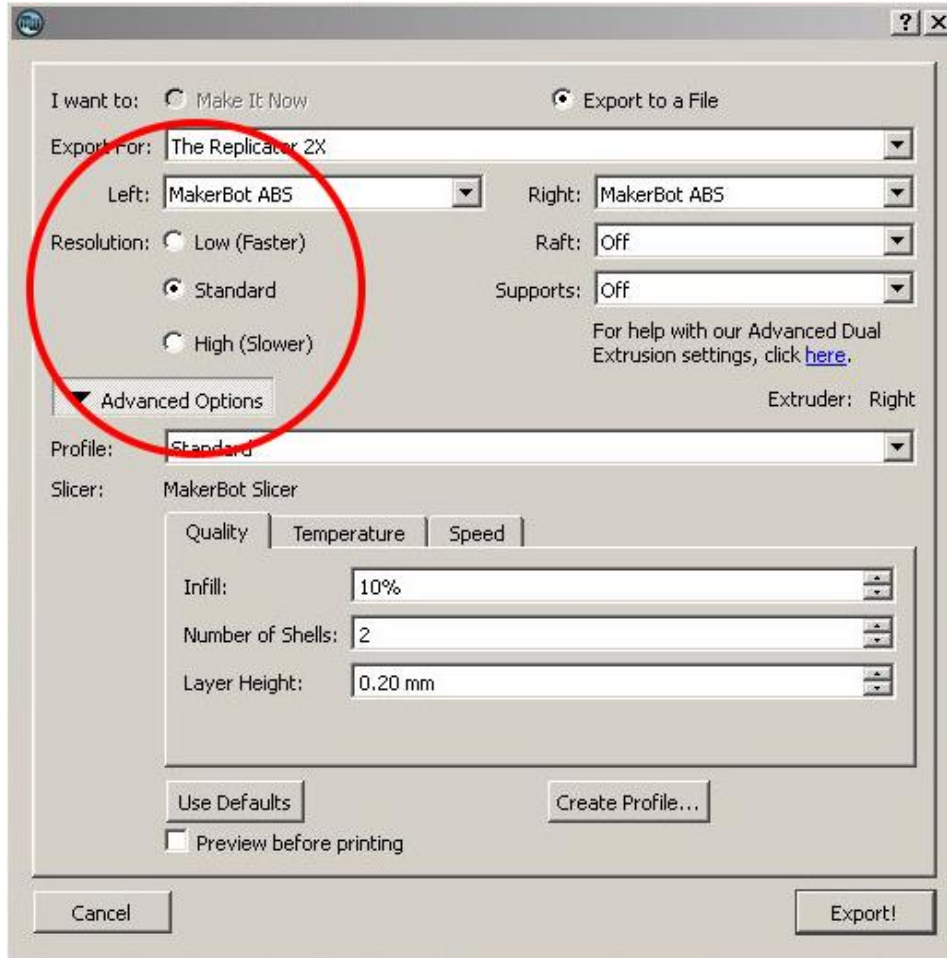 I want to: Make It Now Export to a File
Export For: The Replicator 2X
Left: MakerBot ABS Right: MakerBot ABS
Resolution: Low (Faster) Raft: Off
Standard Supports: Off
High (Slower) For help with our Advanced Dual
Extrusion settings, click here.
Advanced Options Extruder: Right
Profile: Standard
Slicer: MakerBot Slicer
Quality Temperature Speed
Infill: 10%
Number of Shells: 2
Layer Height: 0.20 mm
Use Defaults Create Profile...
Preview before printing
Cancel Export!